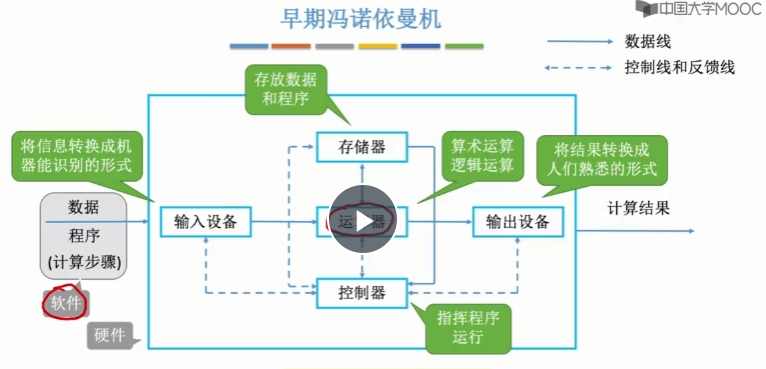 中国大学MOOC
早期冯诺依曼机
数据线
控制线和反馈线
存放数据
和程序
将信息转换成机
器能识别的形式
存储器
算术运算
逻辑运算
将结果转换成
人们熟悉的形式
数据
程序
(计算步骤)
输入设备
运
器
输出设备
计算结果
软件
控制器
硬件
指挥程序
运行